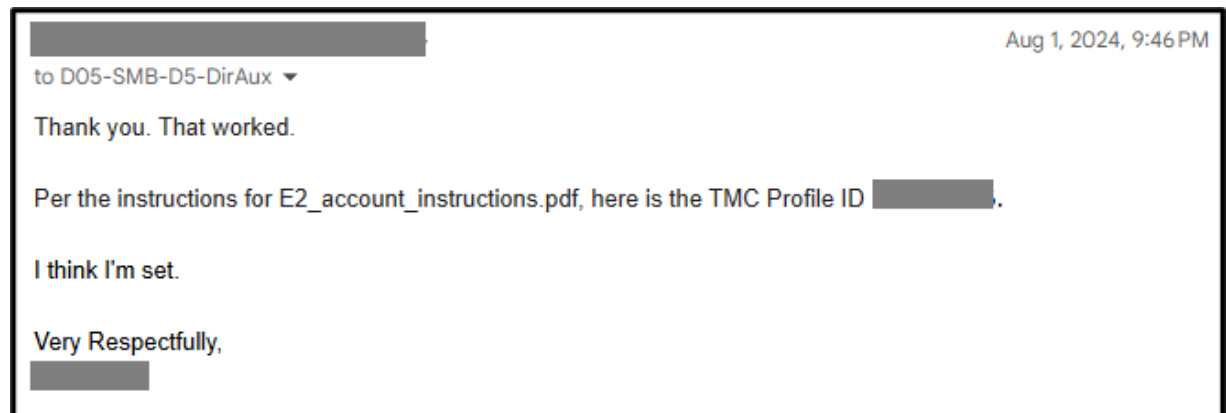 Aug 1, 2024, 9:46 PM
to D05-SMB-D5-DirAux
Thank you. That worked.
Per the instructions for E2_account_instructions.pdf, here is the TMC Profile ID .
I think I'm set.
Very Respectfully,